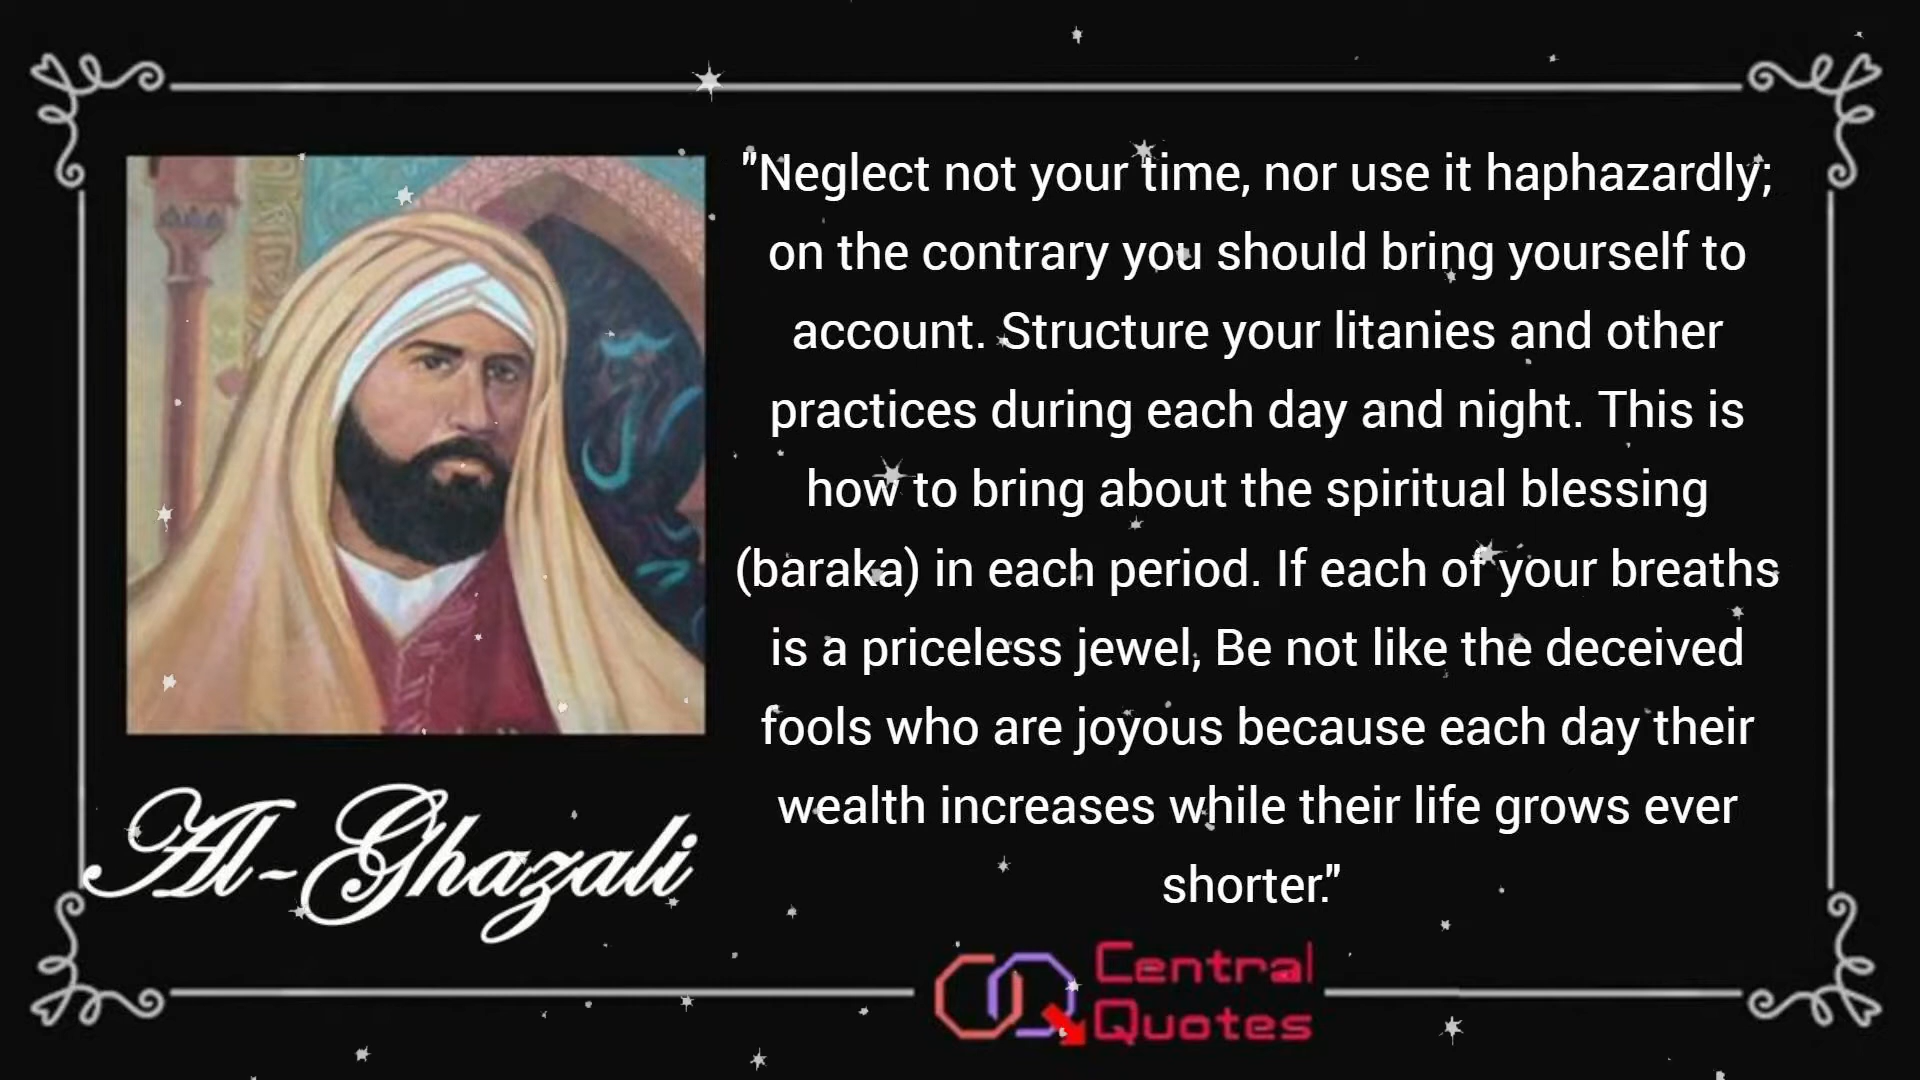 "Neglect not your time, nor use it haphazardly;
on the contrary you should bring yourself to
account. Structure your litanies and other
practices during each day and night. This is
how to bring about the spiritual blessing
(baraka) in each period. If each of your breaths
is a priceless jewel, Be not like the deceived
fools who are joyous because each day their
wealth increases while their life grows ever
shorter."
Al-Ghazali
Central
Quotes